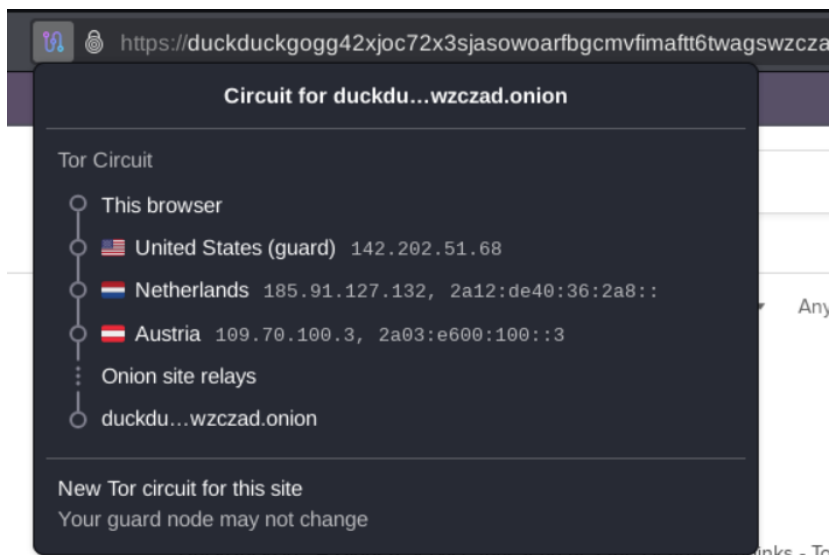 https://duckduckgogg42xjoc72x3sjasowoarfbgcmvfimaftt6twagswzcza
Circuit for duckdu...wzczad.onion
Tor Circuit
This browser
United States (guard) 142.202.51.68
Netherlands 185.91.127.132, 2a12:de40:36:2a8::
Austria 109.70.100.3, 2a03:e600:100::3
Any
Onion site relays
duckdu...wzczad.onion
New Tor circuit for this site
Your guard node may not change
inks - To